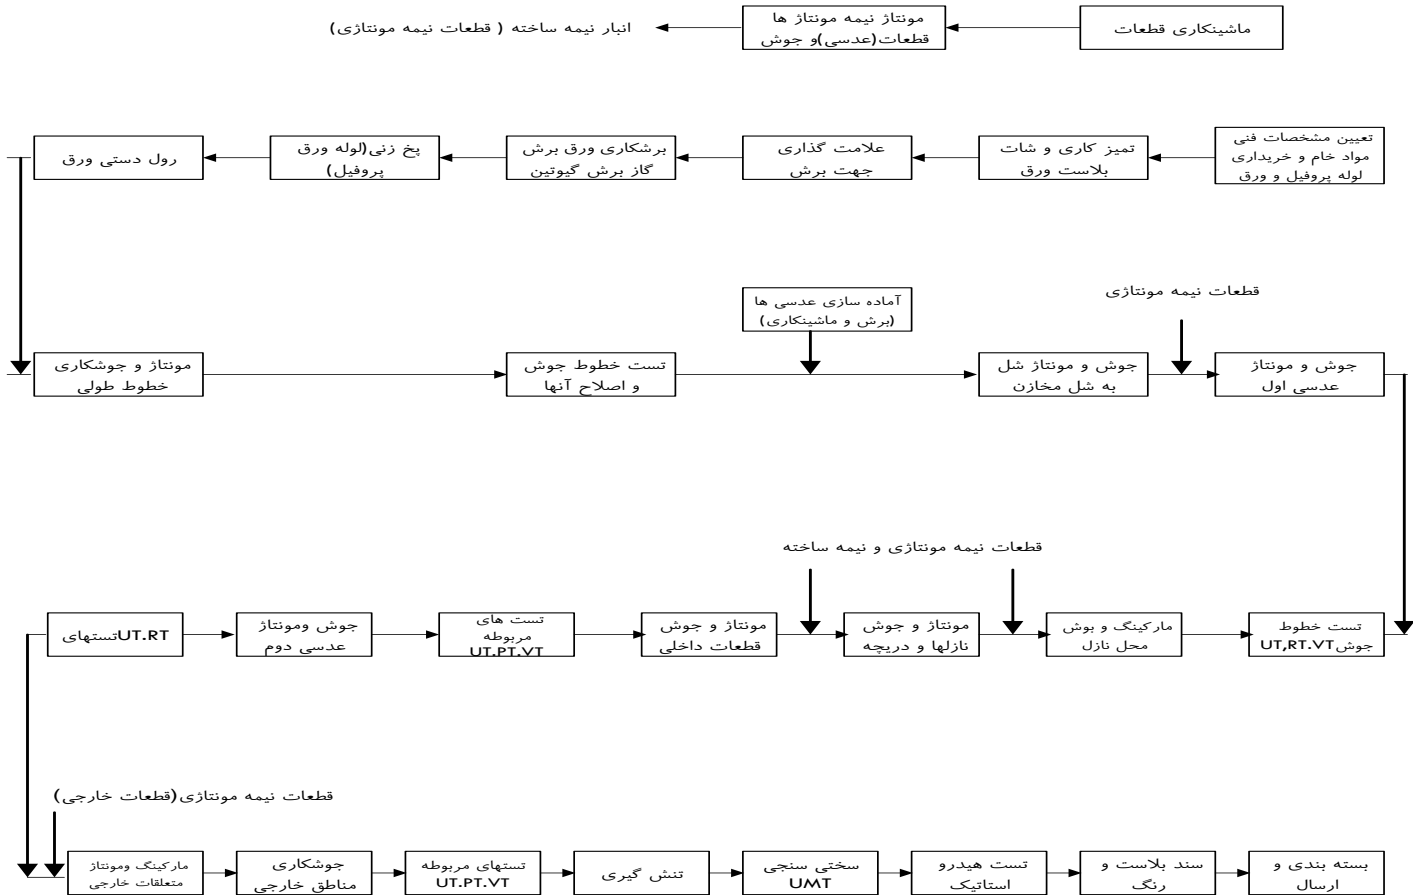 ماشینکاری قطعات
مونتاژ نیمه مونتاژ ها
قطعات(عدسی)و جوش
انبار نیمه ساخته ( قطعات نیمه مونتاژی)
تعیین مشخصات فنی
مواد خام و خریداری
لوله پروفیل و ورق
تمیز کاری و شات
بلاست ورق
علامت گذاری
جهت برش
برشکاری ورق برش
گاز برش گیوتین
پخ زنی(لوله ورق
پروفیل)
رول دستی ورق
آماده سازی عدسی ها
(برش و ماشینکاری)
قطعات نیمه مونتاژی
مونتاژ و جوشکاری
خطوط طولی
تست خطوط جوش
و اصلاح آنها
جوش و مونتاژ شل
به شل مخازن
جوش و مونتاژ
عدسی اول
قطعات نیمه مونتاژی و نیمه ساخته
تست خطوط
جوشUT,RT.VT
مارکینگ و بوش
محل نازل
مونتاژ و جوش
نازلها و دریچه
مونتاژ و جوش
قطعات داخلی
تست های
مربوطه
UT.PT.VT
جوش ومونتاژ
عدسی دوم
تستهایUT.RT
قطعات نیمه مونتاژی(قطعات خارجی)
مارکینگ ومونتاژ
متعلقات خارجی
جوشکاری
مناطق خارجی
تستهای مربوطه
UT.PT.VT
تنش گیری
سختی سنجی
UMT
تست هیدرو
استاتیک
سند بلاست و
رنگ
بسته بندی و
ارسال